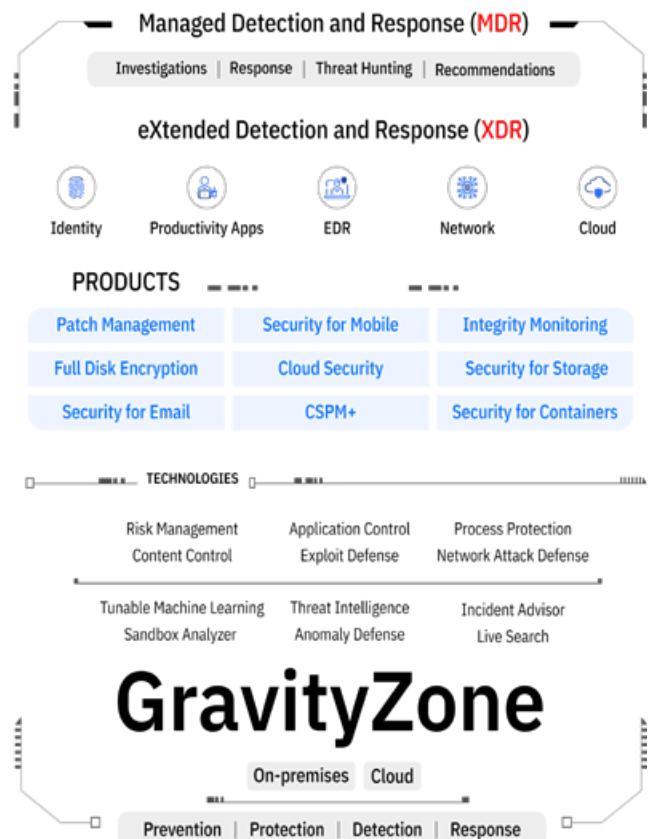 Managed Detection and Response (MDR)
Investigations | Response | Threat Hunting | Recommendations
eXtended Detection and Response (XDR)
Identity Productivity Apps EDR Network Cloud
PRODUCTS
Patch Management Security for Mobile Integrity Monitoring
Full Disk Encryption Cloud Security Security for Storage
Security for Email CSPM+ Security for Containers
TECHNOLOGIES
Risk Management Application Control Process Protection
Content Control Exploit Defense Network Attack Defense
Tunable Machine Learning Threat Intelligence Incident Advisor
Sandbox Analyzer Anomaly Defense Live Search
GravityZone
On-premises Cloud
Prevention | Protection | Detection | Response